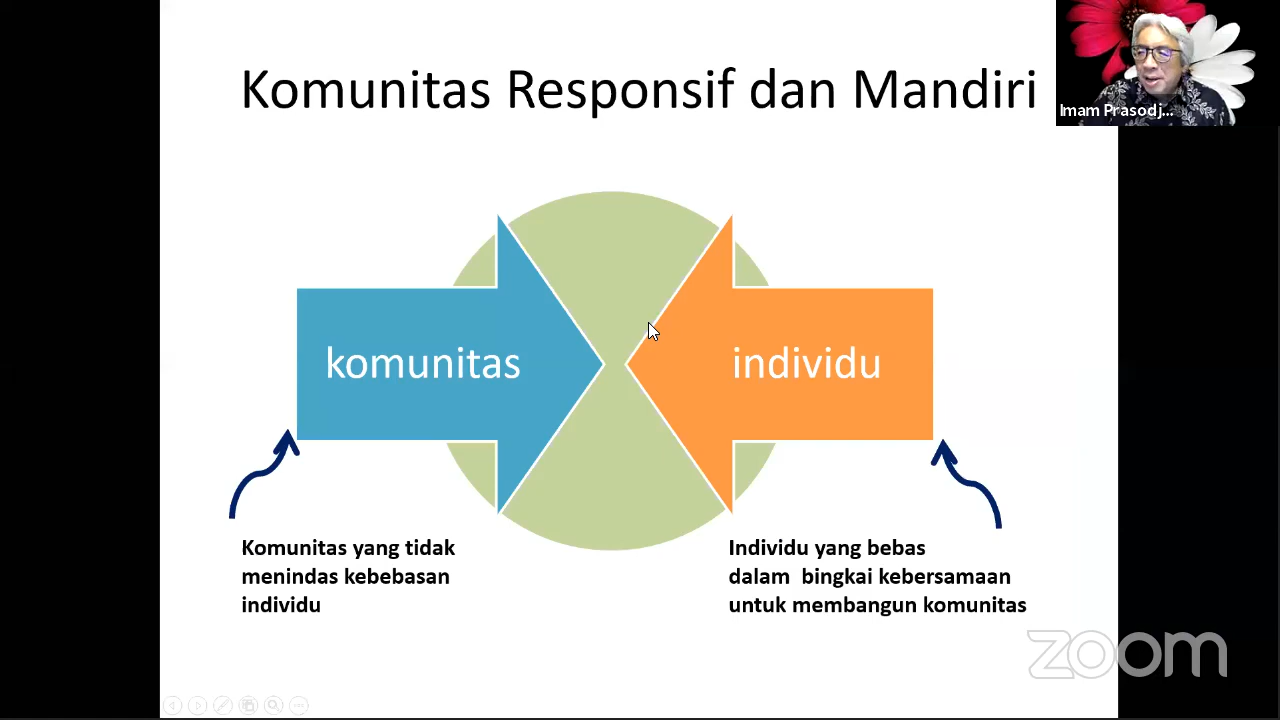 Komunitas Responsif dan Mandiri
Imam Prasodj...
komunitas
individu
Komunitas yang tidak
menindas kebebasan
individu
Individu yang bebas
dalam bingkai kebersamaan
untuk membangun komunitas
zoom